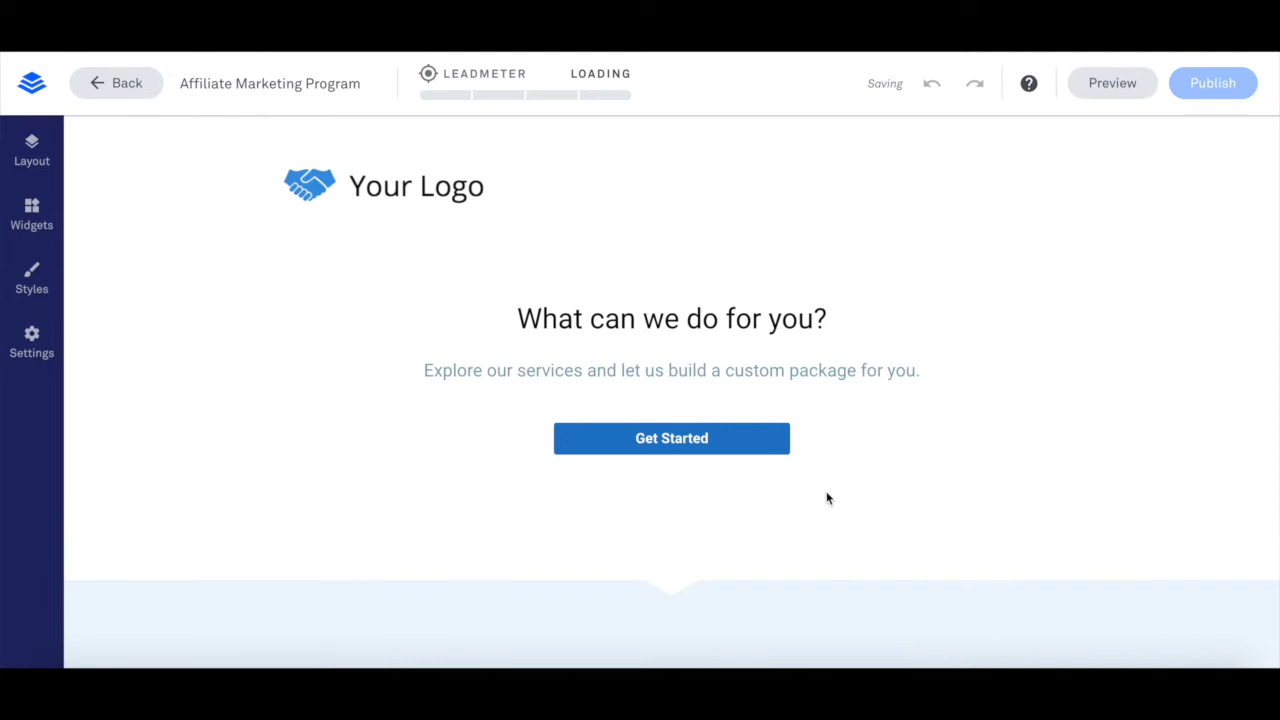 Back
Affiliate Marketing Program
LEADMETER
LOADING
Saving
?
Preview
Publish
Layout
Widgets
Styles
Settings
Your Logo
What can we do for you?
Explore our services and let us build a custom package for you.
Get Started